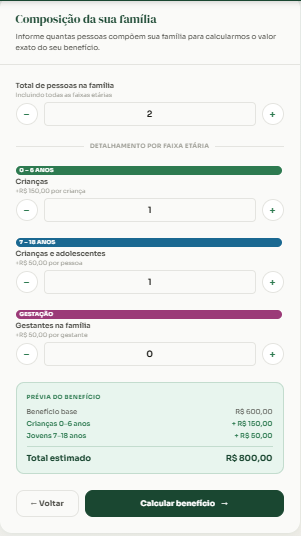 Composição da sua família
Informe quantas pessoas compõem sua família para calcularmos o valor
exato do seu benefício.
Total de pessoas na família
Incluindo todas as faixas etárias
− 2 +
DETALHAMENTO POR FAIXA ETÁRIA
0 – 6 ANOS
Crianças
+R$ 150,00 por criança
− 1 +
7 – 18 ANOS
Crianças e adolescentes
+R$ 50,00 por pessoa
− 1 +
GESTAÇÃO
Gestantes na família
+R$ 50,00 por gestante
− 0 +
PRÉVIA DO BENEFÍCIO
Benefício base R$ 600,00
Crianças 0–6 anos + R$ 150,00
Jovens 7–18 anos + R$ 50,00
Total estimado R$ 800,00
← Voltar Calcular benefício →